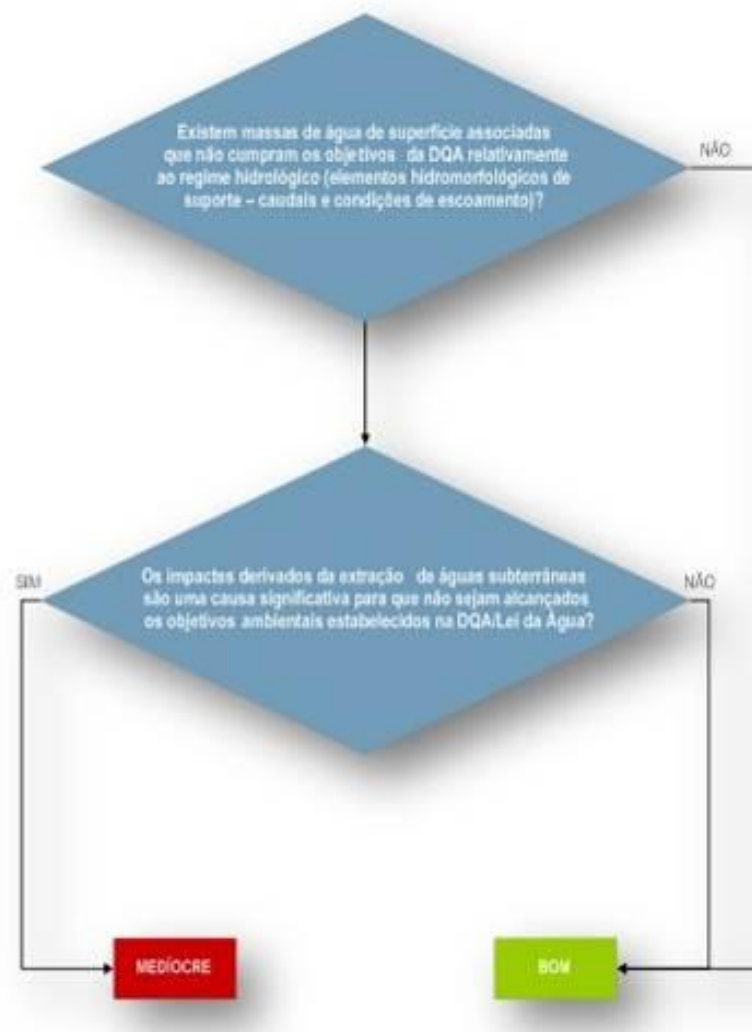 Existem massas de água de superfície associadas
que não cumpram os objetivos da DQA relativamente
ao regime hidrológico (elementos hidromorfológicos de
suporte – caudais e condições de escoamento)?
NÃO
SIM
Os impactes derivados da extração de águas subterrâneas
são uma causa significativa para que não sejam alcançados
os objetivos ambientais estabelecidos na DQA/Lei da Água?
NÃO
MEDÍOCRE
BOM